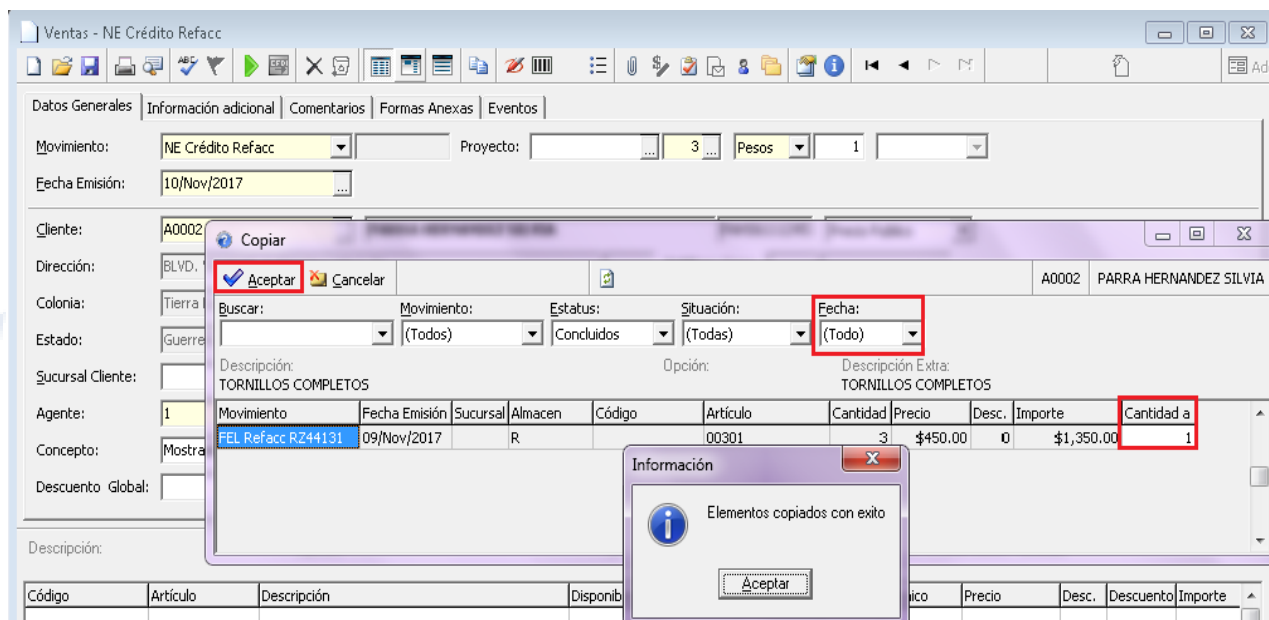 Ventas - NE Crédito Refacc
ABC CFD Ad
Datos Generales Información adicional Comentarios Formas Anexas Eventos
Movimiento: NE Crédito Refacc Proyecto: ... 3 ... Pesos 1
Fecha Emisión: 10/Nov/2017 ...
Cliente: A0002
Copiar
Dirección: BLVD.
Aceptar Cancelar A0002 PARRA HERNANDEZ SILVIA
Colonia: Tierra
Buscar: Movimiento: Estatus: Situación: Fecha:
Estado: Guerre
(Todos) Concluidos (Todas) (Todo)
Descripción: Opción: Descripción Extra:
Sucursal Cliente:
TORNILLOS COMPLETOS TORNILLOS COMPLETOS
Agente: 1
Movimiento Fecha Emisión Sucursal Almacen Código Artículo Cantidad Precio Desc. Importe Cantidad a
FEL Refacc RZ44131 09/Nov/2017 R 00301 3 $450.00 0 $1,350.00 1
Concepto: Mostra
Información
Descuento Global:
Elementos copiados con exito
Descripción:
Aceptar
Código Artículo Descripción Disponib ico Precio Desc. Descuento Importe